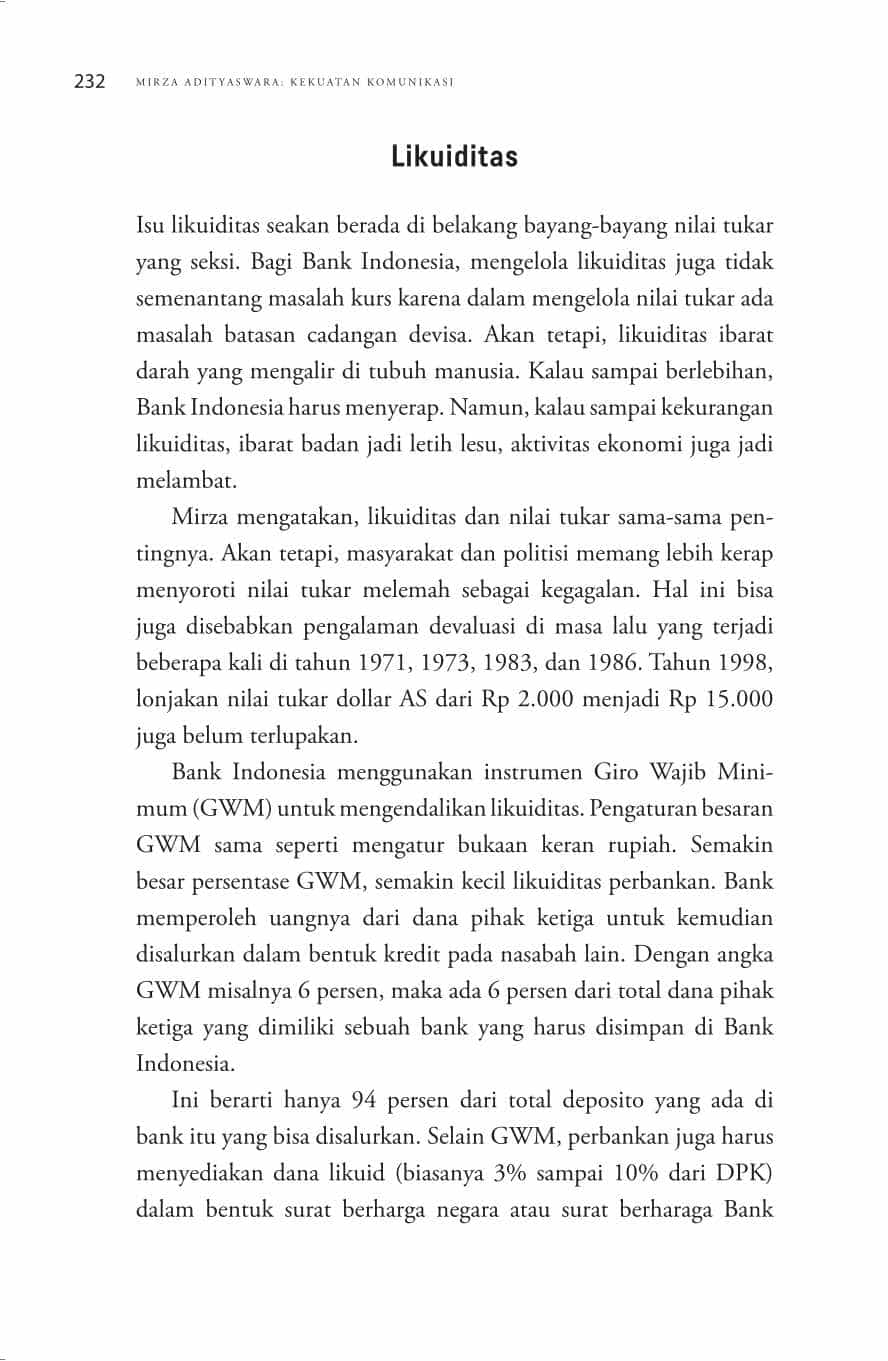 232 MIRZA ADITYASWARA: KEKUATAN KOMUNIKASI
Likuiditas
Isu likuiditas seakan berada di belakang bayang-bayang nilai tukar
yang seksi. Bagi Bank Indonesia, mengelola likuiditas juga tidak
semenantang masalah kurs karena dalam mengelola nilai tukar ada
masalah batasan cadangan devisa. Akan tetapi, likuiditas ibarat
darah yang mengalir di tubuh manusia. Kalau sampai berlebihan,
Bank Indonesia harus menyerap. Namun, kalau sampai kekurangan
likuiditas, ibarat badan jadi letih lesu, aktivitas ekonomi juga jadi
melambat.
Mirza mengatakan, likuiditas dan nilai tukar sama-sama pen-
tingnya. Akan tetapi, masyarakat dan politisi memang lebih kerap
menyoroti nilai tukar melemah sebagai kegagalan. Hal ini bisa
juga disebabkan pengalaman devaluasi di masa lalu yang terjadi
beberapa kali di tahun 1971, 1973, 1983, dan 1986. Tahun 1998,
lonjakan nilai tukar dollar AS dari Rp 2.000 menjadi Rp 15.000
juga belum terlupakan.
Bank Indonesia menggunakan instrumen Giro Wajib Mini-
mum (GWM) untuk mengendalikan likuiditas. Pengaturan besaran
GWM sama seperti mengatur bukaan keran rupiah. Semakin
besar persentase GWM, semakin kecil likuiditas perbankan. Bank
memperoleh uangnya dari dana pihak ketiga untuk kemudian
disalurkan dalam bentuk kredit pada nasabah lain. Dengan angka
GWM misalnya 6 persen, maka ada 6 persen dari total dana pihak
ketiga yang dimiliki sebuah bank yang harus disimpan di Bank
Indonesia.
Ini berarti hanya 94 persen dari total deposito yang ada di
bank itu yang bisa disalurkan. Selain GWM, perbankan juga harus
menyediakan dana likuid (biasanya 3% sampai 10% dari DPK)
dalam bentuk surat berharga negara atau surat berharaga Bank